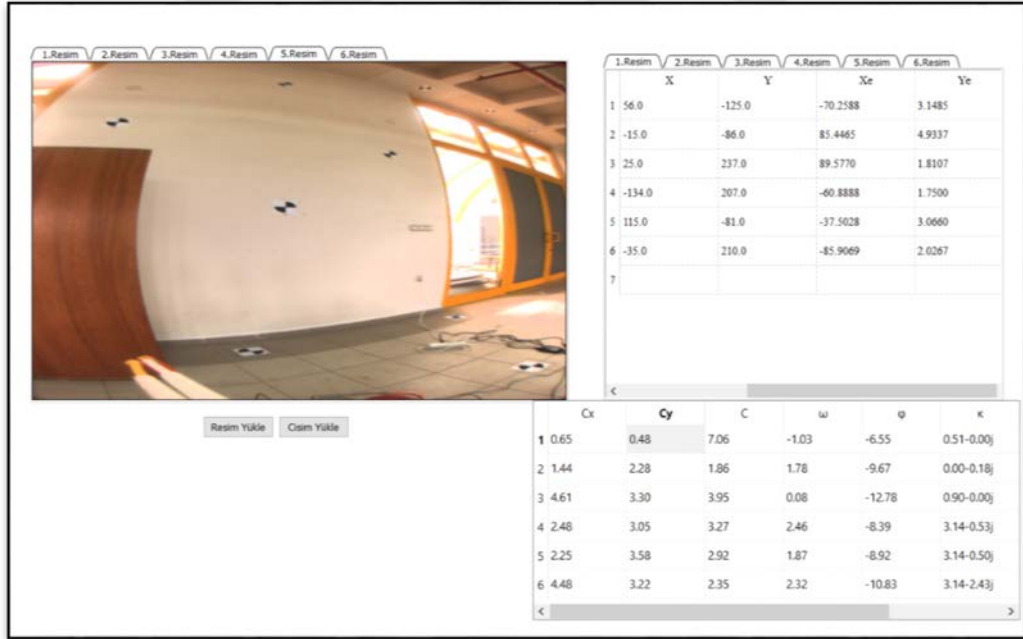 1.Resim 2.Resim 3.Resim 4.Resim 5.Resim 6.Resim
Resim Yükle Cisim Yükle
1.Resim 2.Resim 3.Resim 4.Resim 5.Resim 6.Resim
X Y Xe Ye
1 56.0 -125.0 -70.2588 3.1485
2 -15.0 -86.0 85.4465 4.9337
3 25.0 237.0 89.5770 1.8107
4 -134.0 207.0 -60.8888 1.7500
5 115.0 -81.0 -37.5028 3.0660
6 -35.0 210.0 -85.9069 2.0267
7
Cx Cy C ω φ κ
1 0.65 0.48 7.06 -1.03 -6.55 0.51-0.00j
2 1.44 2.28 1.86 1.78 -9.67 0.00-0.18j
3 4.61 3.30 3.95 0.08 -12.78 0.90-0.00j
4 2.48 3.05 3.27 2.46 -8.39 3.14-0.53j
5 2.25 3.58 2.92 1.87 -8.92 3.14-0.50j
6 4.48 3.22 2.35 2.32 -10.83 3.14-2.43j